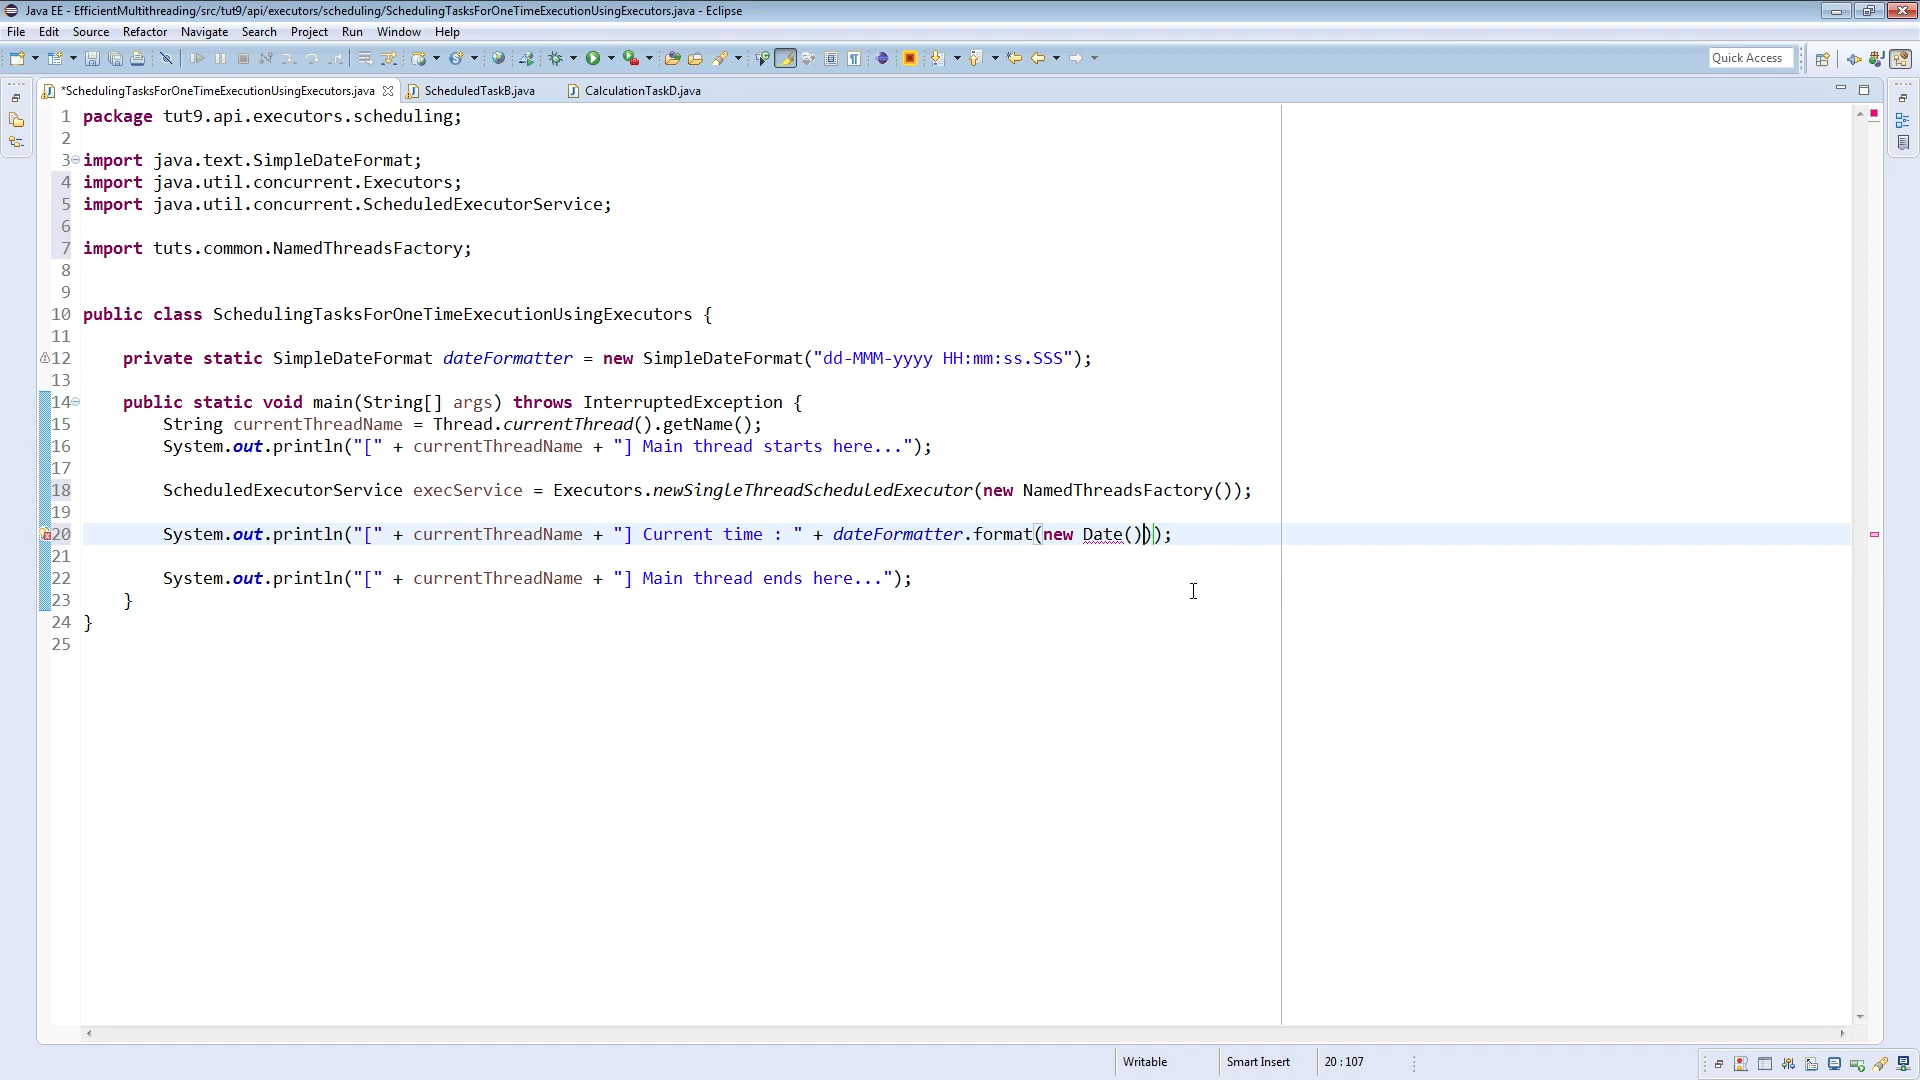 Java EE - EfficientMultithreading/src/tut9/api/executors/scheduling/SchedulingTasksForOneTimeExecutionUsingExecutors.java - Eclipse
File Edit Source Refactor Navigate Search Project Run Window Help
Quick Access
*SchedulingTasksForOneTimeExecutionUsingExecutors.java ScheduledTaskB.java CalculationTaskD.java
1 package tut9.api.executors.scheduling;
2
3 import java.text.SimpleDateFormat;
4 import java.util.concurrent.Executors;
5 import java.util.concurrent.ScheduledExecutorService;
6
7 import tuts.common.NamedThreadsFactory;
8
9
10 public class SchedulingTasksForOneTimeExecutionUsingExecutors {
11
12 private static SimpleDateFormat dateFormatter = new SimpleDateFormat("dd-MMM-yyyy HH:mm:ss.SSS");
13
14 public static void main(String[] args) throws InterruptedException {
15 String currentThreadName = Thread.currentThread().getName();
16 System.out.println("[" + currentThreadName + "] Main thread starts here...");
17
18 ScheduledExecutorService execService = Executors.newSingleThreadScheduledExecutor(new NamedThreadsFactory());
19
20 System.out.println("[" + currentThreadName + "] Current time : " + dateFormatter.format(new Date()));
21
22 System.out.println("[" + currentThreadName + "] Main thread ends here...");
23 }
24 }
25
Writable Smart Insert 20 : 107